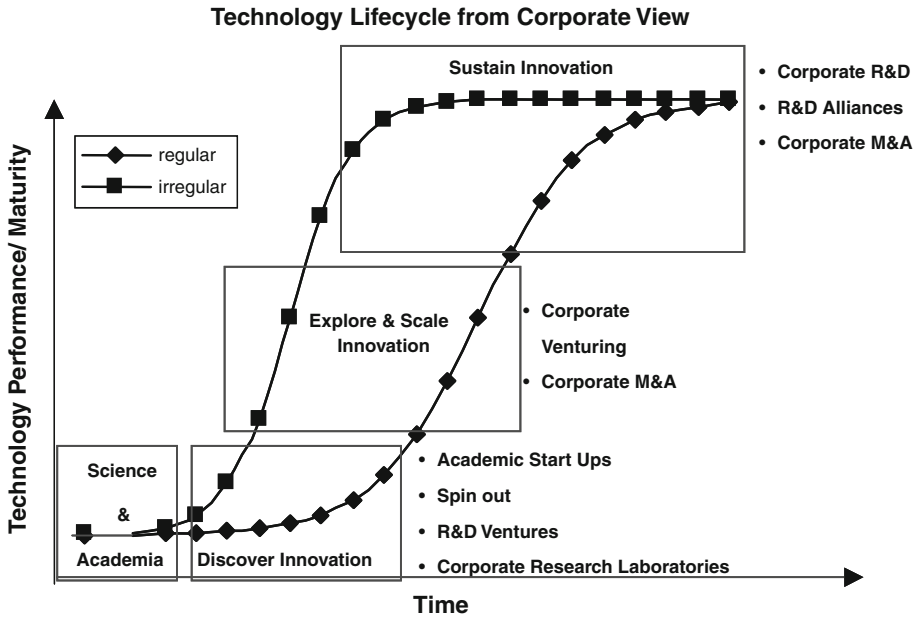 Technology Lifecycle from Corporate View
Sustain Innovation
• Corporate R&D
• R&D Alliances
• Corporate M&A
regular
irregular
Technology Performance/ Maturity
Explore & Scale
Innovation
• Corporate
Venturing
• Corporate M&A
Science
&
Academia
Discover Innovation
• Academic Start Ups
• Spin out
• R&D Ventures
• Corporate Research Laboratories
Time